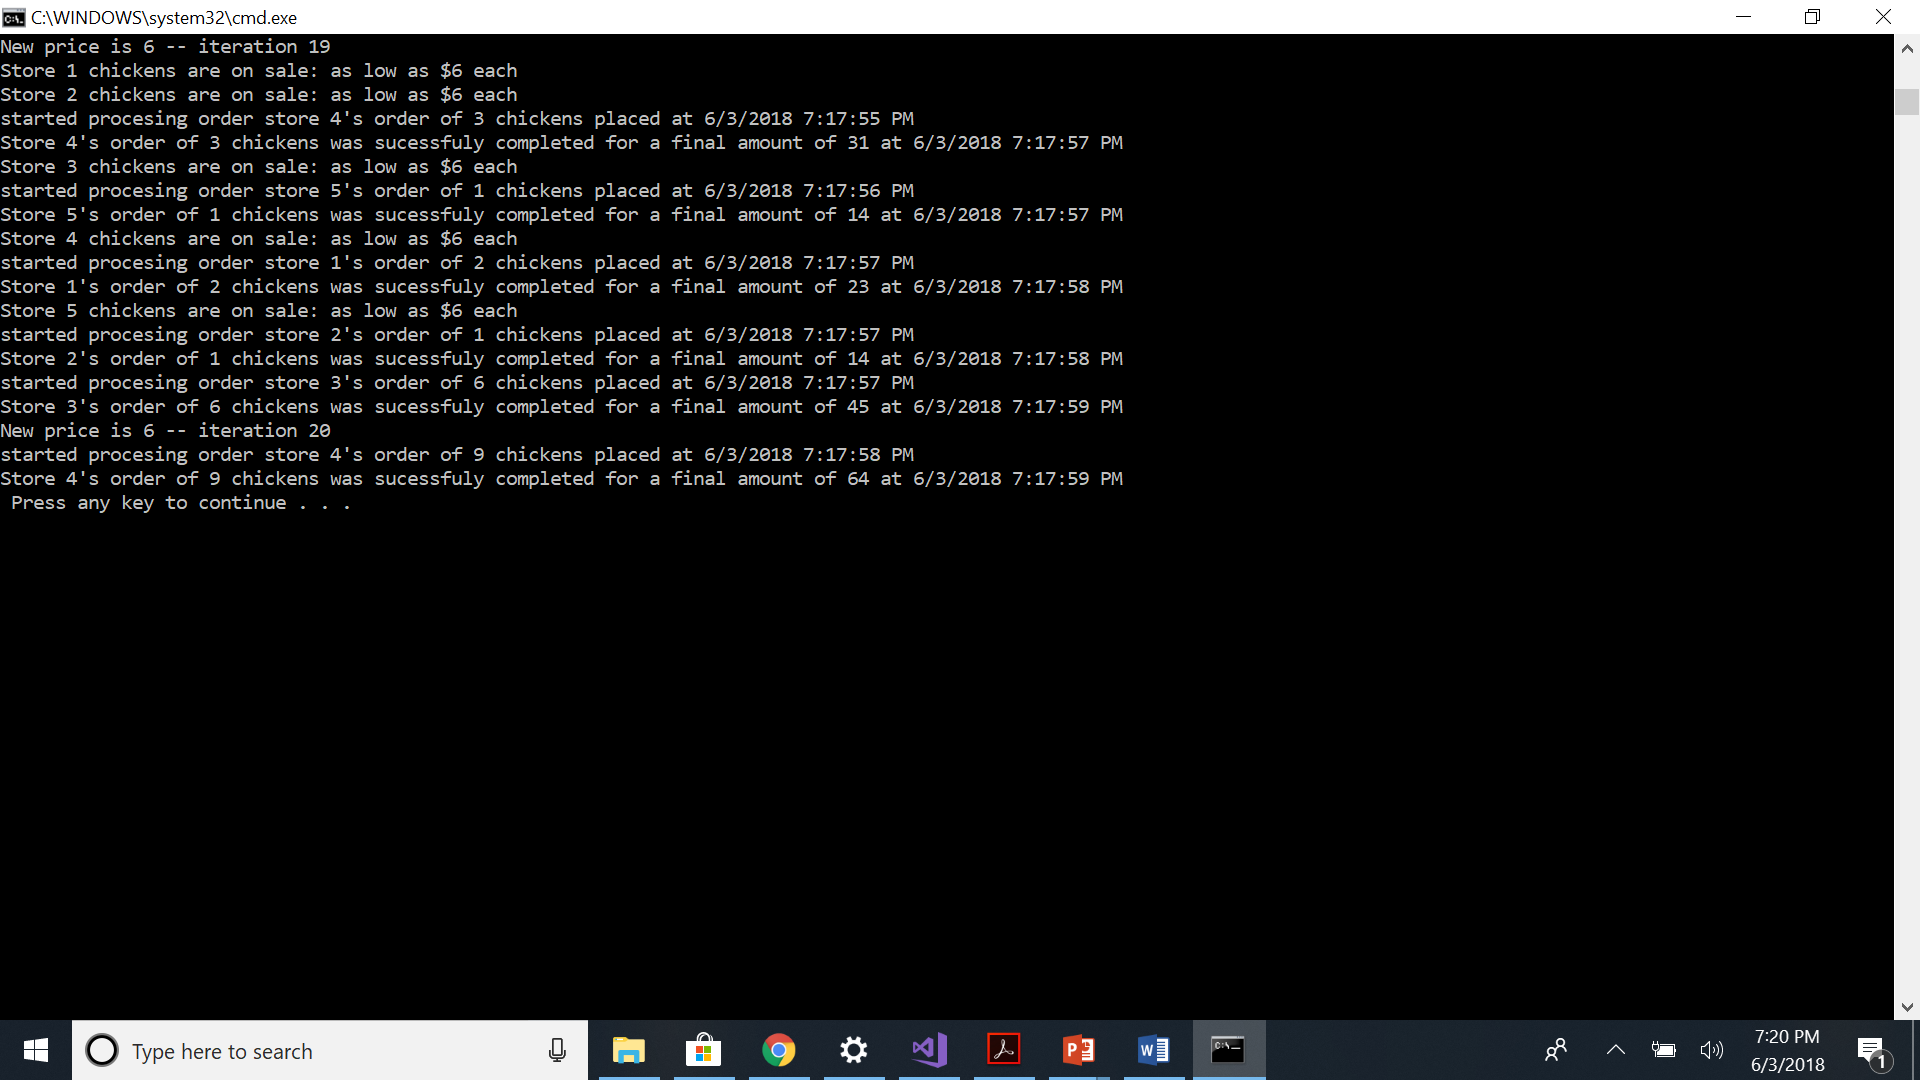 C:\WINDOWS\system32\cmd.exe
New price is 6 -- iteration 19
Store 1 chickens are on sale: as low as $6 each
Store 2 chickens are on sale: as low as $6 each
started procesing order store 4's order of 3 chickens placed at 6/3/2018 7:17:55 PM
Store 4's order of 3 chickens was sucessfuly completed for a final amount of 31 at 6/3/2018 7:17:57 PM
Store 3 chickens are on sale: as low as $6 each
started procesing order store 5's order of 1 chickens placed at 6/3/2018 7:17:56 PM
Store 5's order of 1 chickens was sucessfuly completed for a final amount of 14 at 6/3/2018 7:17:57 PM
Store 4 chickens are on sale: as low as $6 each
started procesing order store 1's order of 2 chickens placed at 6/3/2018 7:17:57 PM
Store 1's order of 2 chickens was sucessfuly completed for a final amount of 23 at 6/3/2018 7:17:58 PM
Store 5 chickens are on sale: as low as $6 each
started procesing order store 2's order of 1 chickens placed at 6/3/2018 7:17:57 PM
Store 2's order of 1 chickens was sucessfuly completed for a final amount of 14 at 6/3/2018 7:17:58 PM
started procesing order store 3's order of 6 chickens placed at 6/3/2018 7:17:57 PM
Store 3's order of 6 chickens was sucessfuly completed for a final amount of 45 at 6/3/2018 7:17:59 PM
New price is 6 -- iteration 20
started procesing order store 4's order of 9 chickens placed at 6/3/2018 7:17:58 PM
Store 4's order of 9 chickens was sucessfuly completed for a final amount of 64 at 6/3/2018 7:17:59 PM
Press any key to continue . . .
Type here to search
7:20 PM
6/3/2018
1